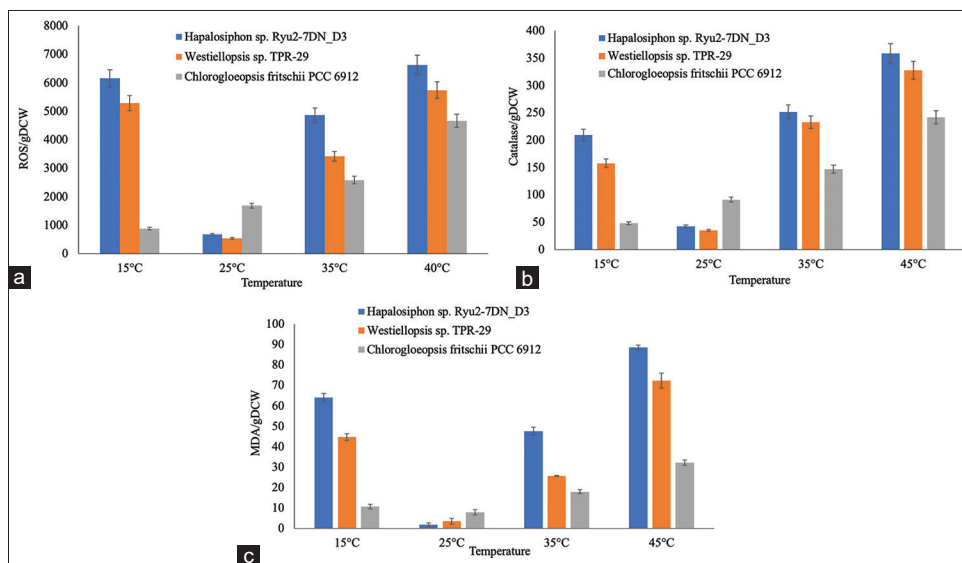 8000
7000
6000
5000
4000
3000
2000
1000
0
ROS/gDCW
Hapalosiphon sp. Ryu2-7DN_D3
Westiellopsis sp. TPR-29
Chlorogloeopsis fritschii PCC 6912
15°C 25°C 35°C 40°C
Temperature
a
400
350
300
250
200
150
100
50
0
Catalase/gDCW
Hapalosiphon sp. Ryu2-7DN_D3
Westiellopsis sp. TPR-29
Chlorogloeopsis fritschii PCC 6912
15°C 25°C 35°C 45°C
Temperature
b
100
90
80
70
60
50
40
30
20
10
0
MDA/gDCW
Hapalosiphon sp. Ryu2-7DN_D3
Westiellopsis sp. TPR-29
Chlorogloeopsis fritschii PCC 6912
15°C 25°C 35°C 45°C
Temperature
c